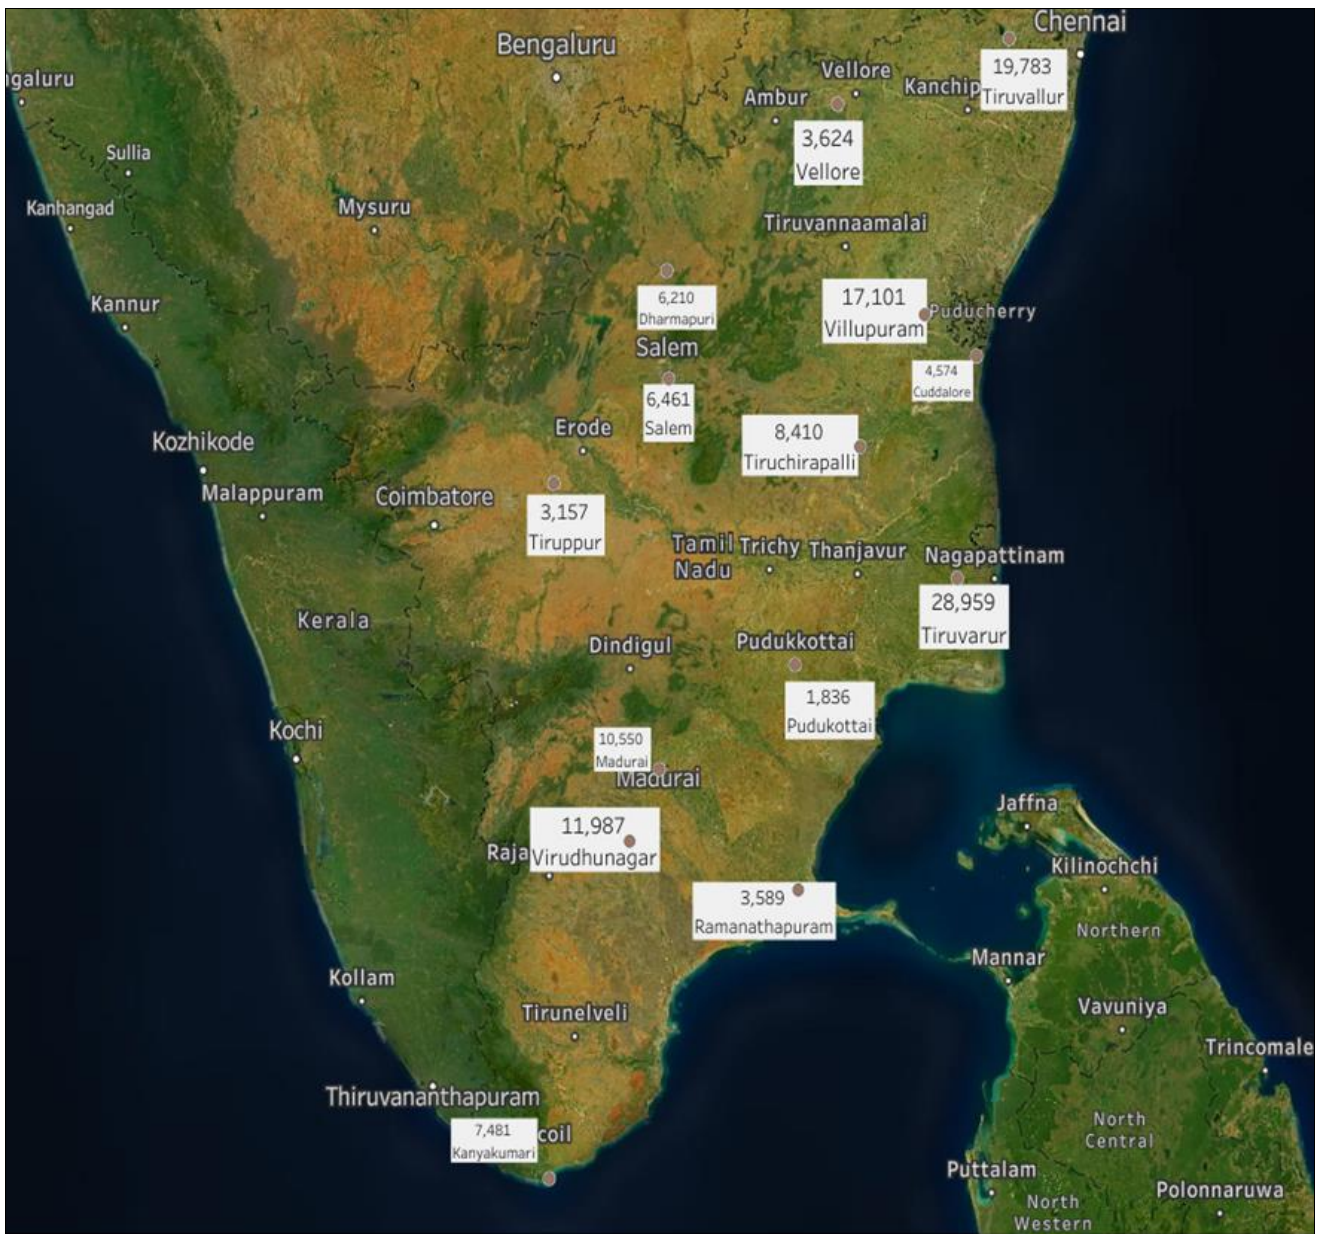 Chennai
Bengaluru
19,783
Tiruvallur
ngaluru
Vellore
Kanchip
Ambur
3,624
Vellore
Sullia
Kanhangad
Mysuru
Tiruvannaamalai
Kannur
6,210
Dharmapuri
17,101
Villupuram
Puducherry
Salem
4,574
Cuddalore
6,461
Salem
Erode
8,410
Tiruchirapalli
Kozhikode
Malappuram
Coimbatore
3,157
Tiruppur
Tamil
Nadu
Trichy
Thanjavur
Nagapattinam
28,959
Tiruvarur
Kerala
Dindigul
Pudukkottai
1,836
Pudukottai
Kochi
10,550
Madurai
Madurai
Jaffna
11,987
Virudhunagar
Raja
Kilinochchi
3,589
Ramanathapuram
Northern
Mannar
Kollam
Vavuniya
Tirunelveli
Trincomale
Thiruvananthapuram
7,481
Kanyakumari
coil
North
Central
Puttalam
Polonnaruwa
North
Western